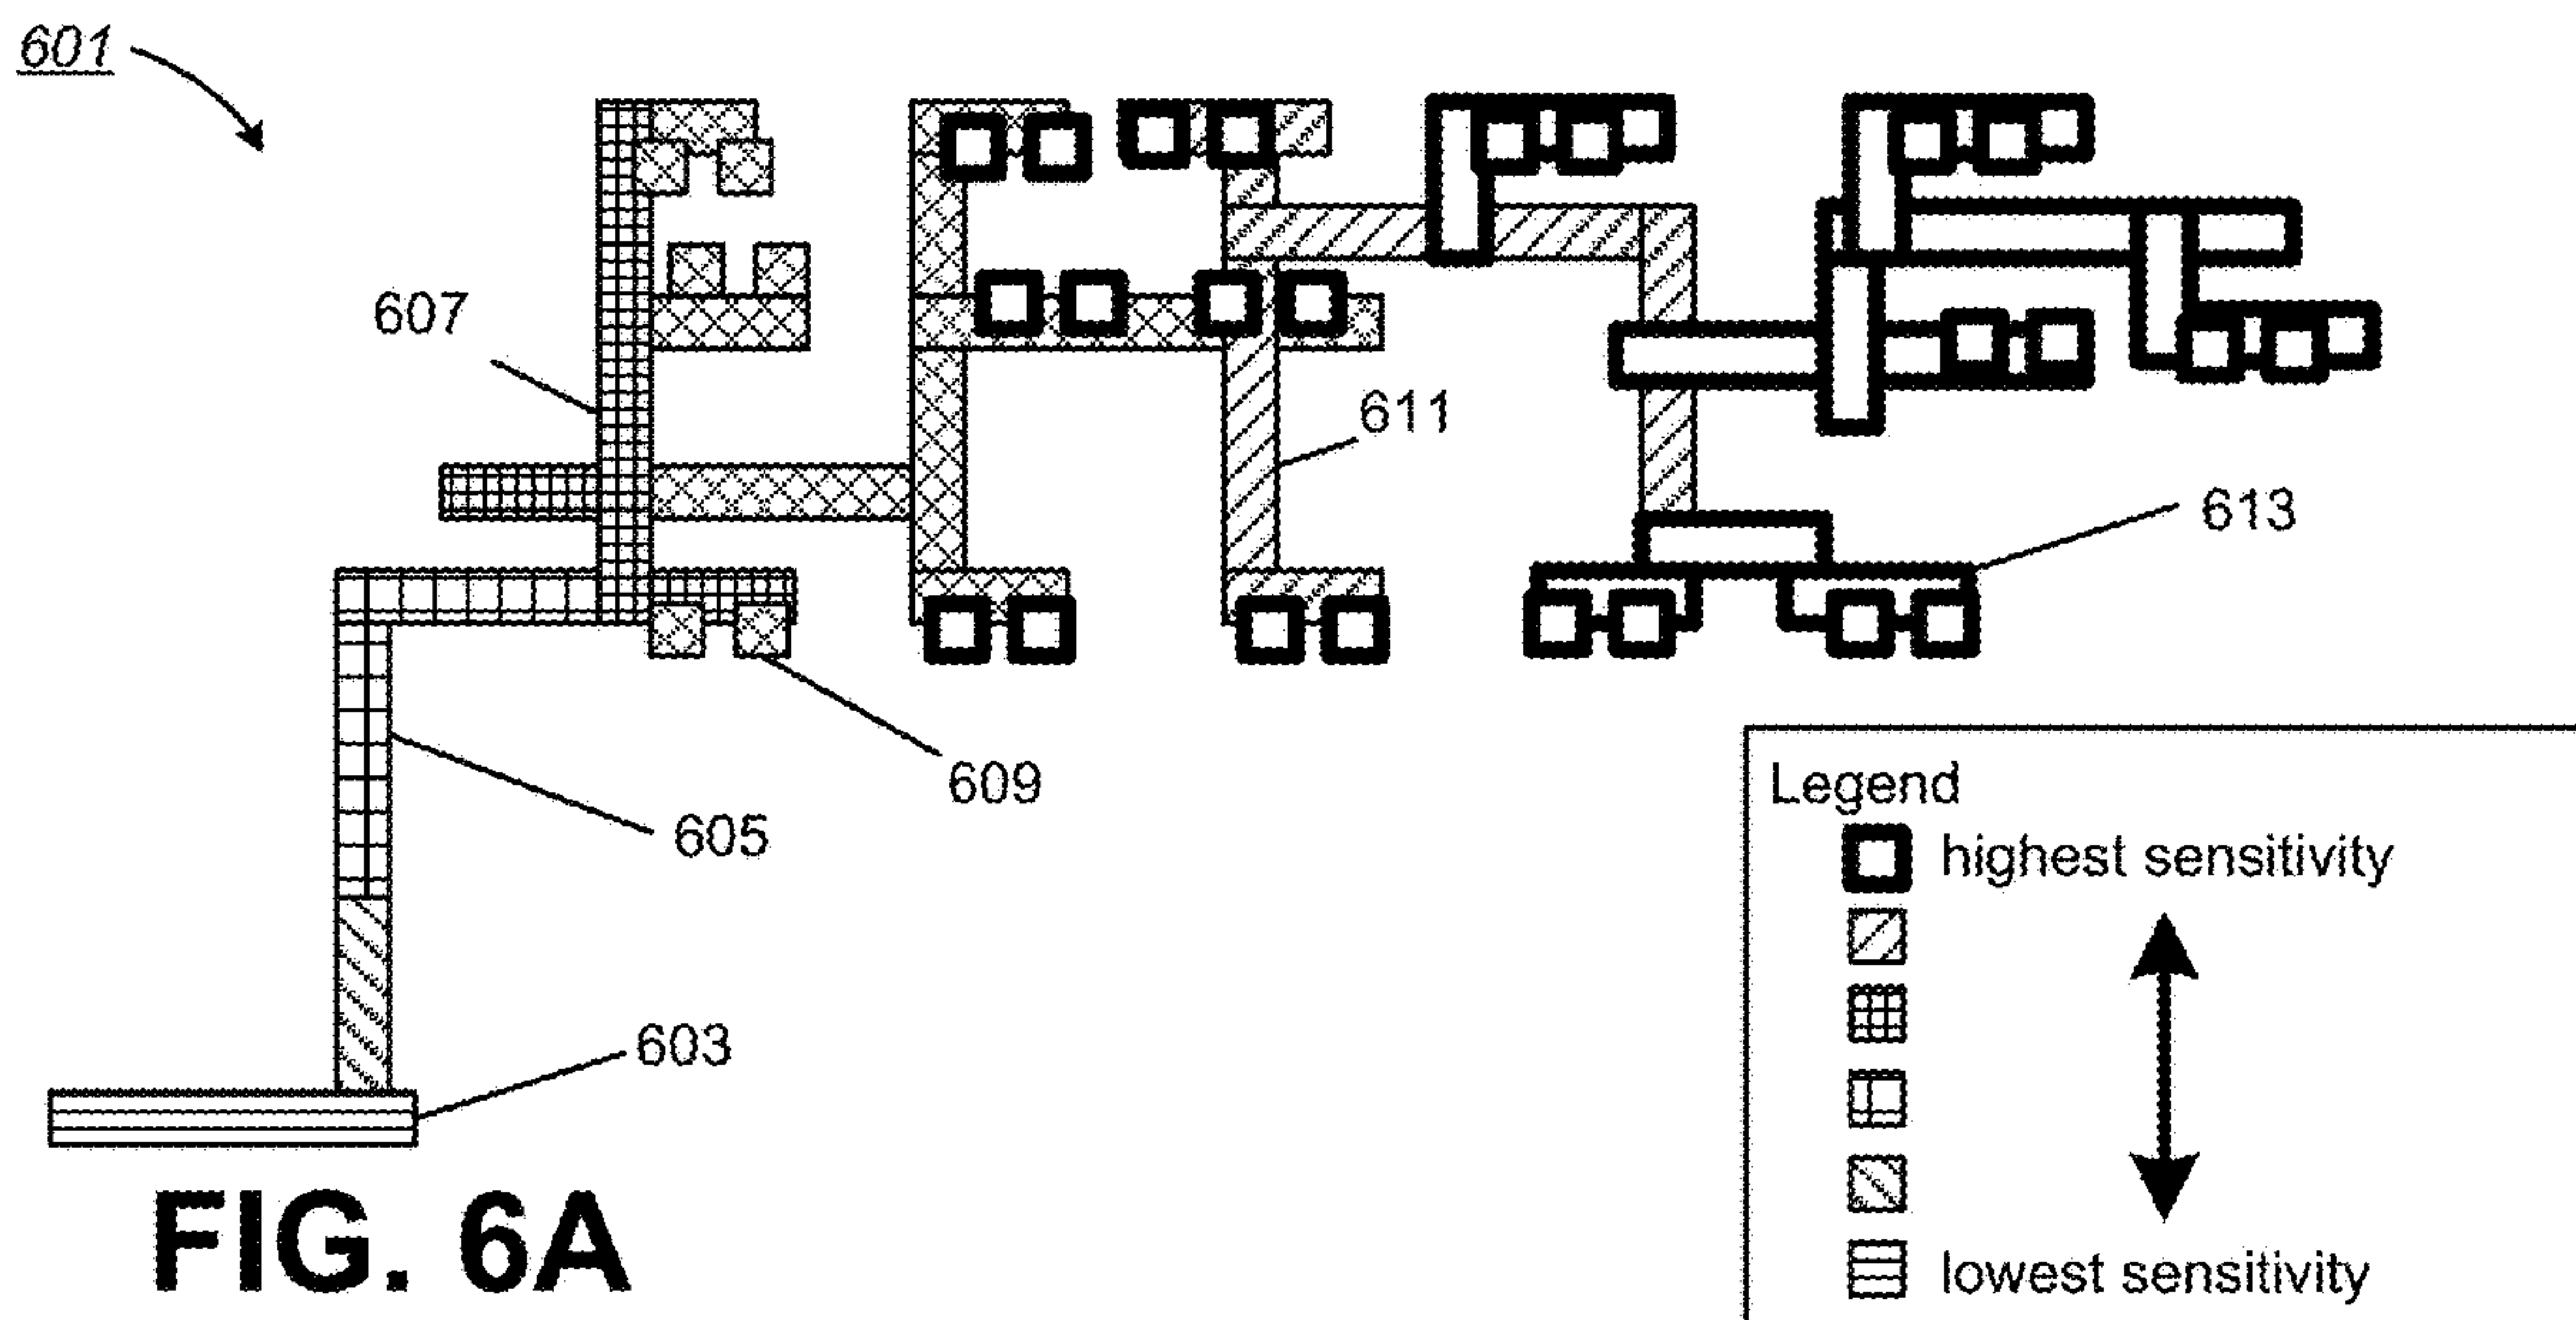 601
607
611
613
609
605
603
Legend
highest sensitivity
lowest sensitivity
FIG. 6A